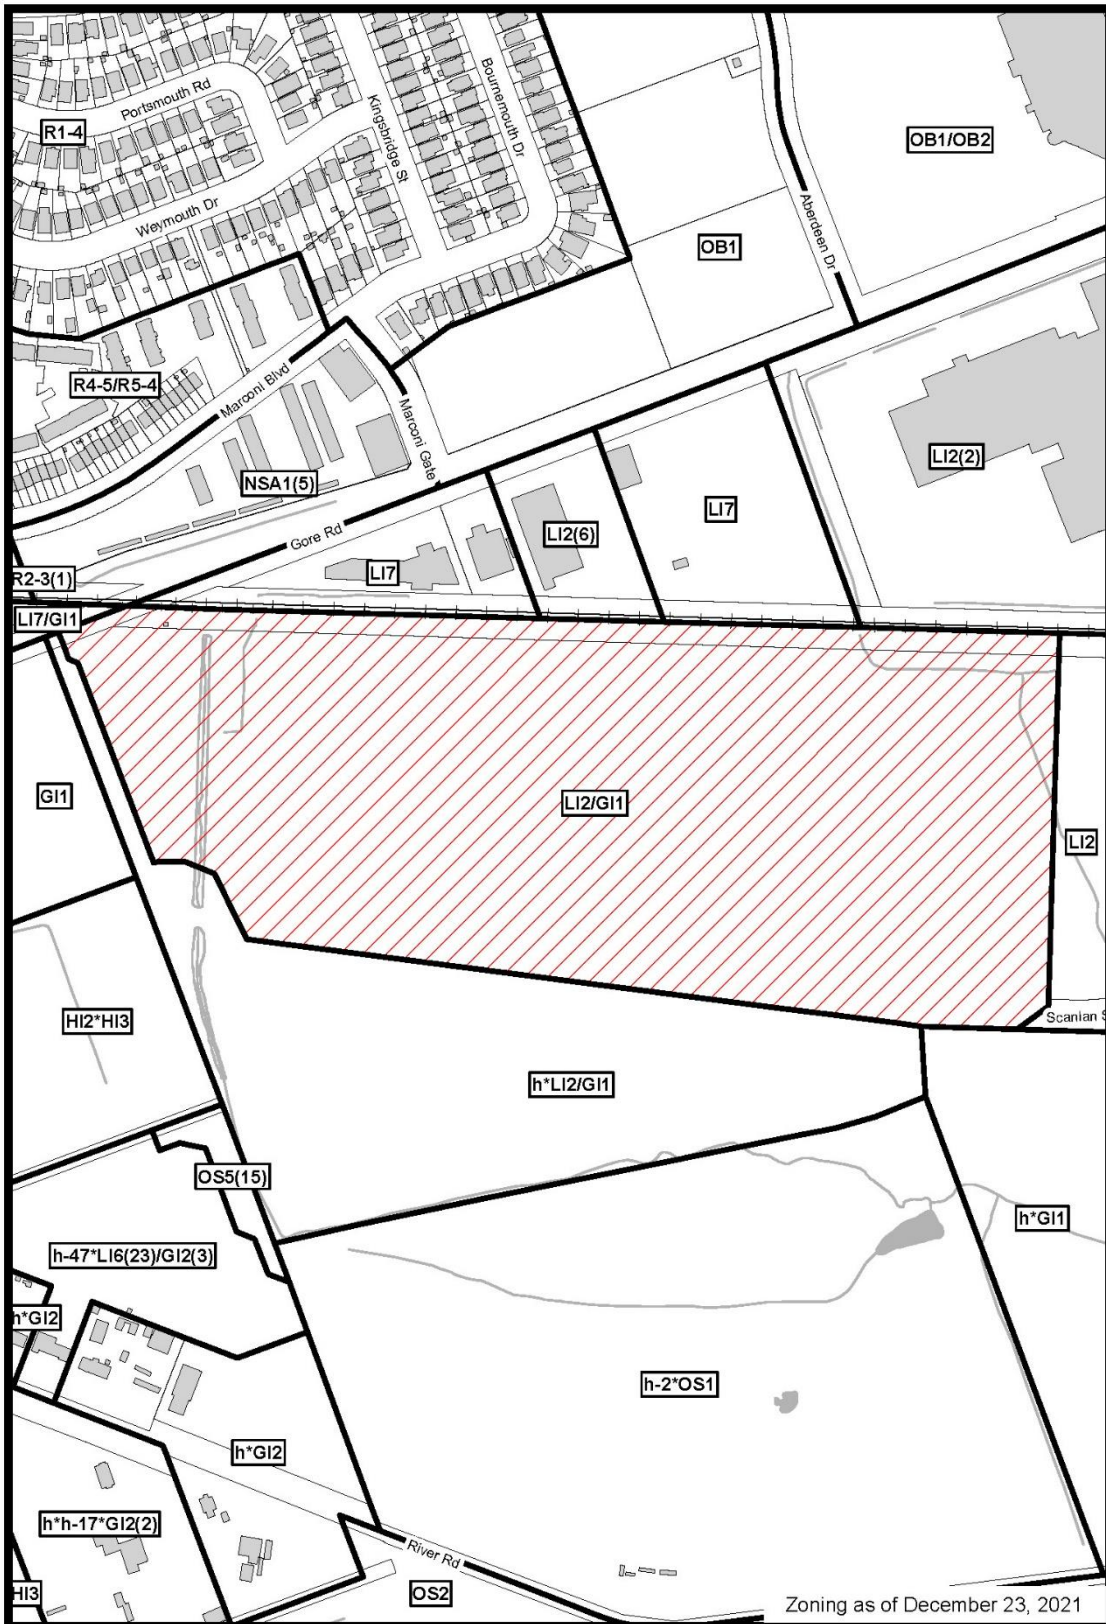 Portsmouth Rd
Kingsbridge St
Bournemouth Dr
R1-4
Weymouth Dr
OB1/OB2
Aberdeen Dr
OB1
R4-5/R5-4
Marconi Blvd
Marconi Gate
NSA1(5)
LI2(2)
LI7
LI2(6)
Gore Rd
LI7
R2-3(1)
LI7/GI1
GI1
LI2/GI1
LI2
HI2*HI3
Scanian S
h*LI2/GI1
OS5(15)
h*GI1
h-47*LI6(23)/GI2(3)
h*GI2
h-2*OS1
h*GI2
h*h-17*GI2(2)
River Rd
HI3
OS2
Zoning as of December 23, 2021